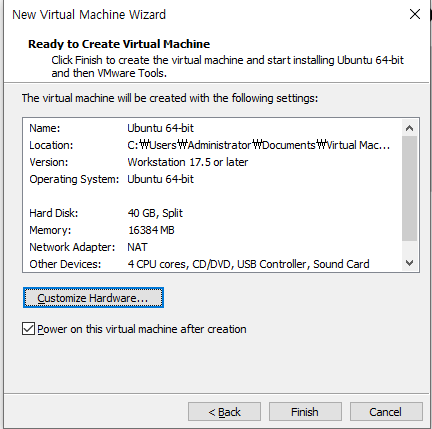 New Virtual Machine Wizard
Ready to Create Virtual Machine
Click Finish to create the virtual machine and start installing Ubuntu 64-bit
and then VMware Tools.
The virtual machine will be created with the following settings:
Name: Ubuntu 64-bit
Location: C:₩Users₩Administrator₩Documents₩Virtual Mac...
Version: Workstation 17.5 or later
Operating System: Ubuntu 64-bit
Hard Disk: 40 GB, Split
Memory: 16384 MB
Network Adapter: NAT
Other Devices: 4 CPU cores, CD/DVD, USB Controller, Sound Card
Customize Hardware...
Power on this virtual machine after creation
< Back Finish Cancel